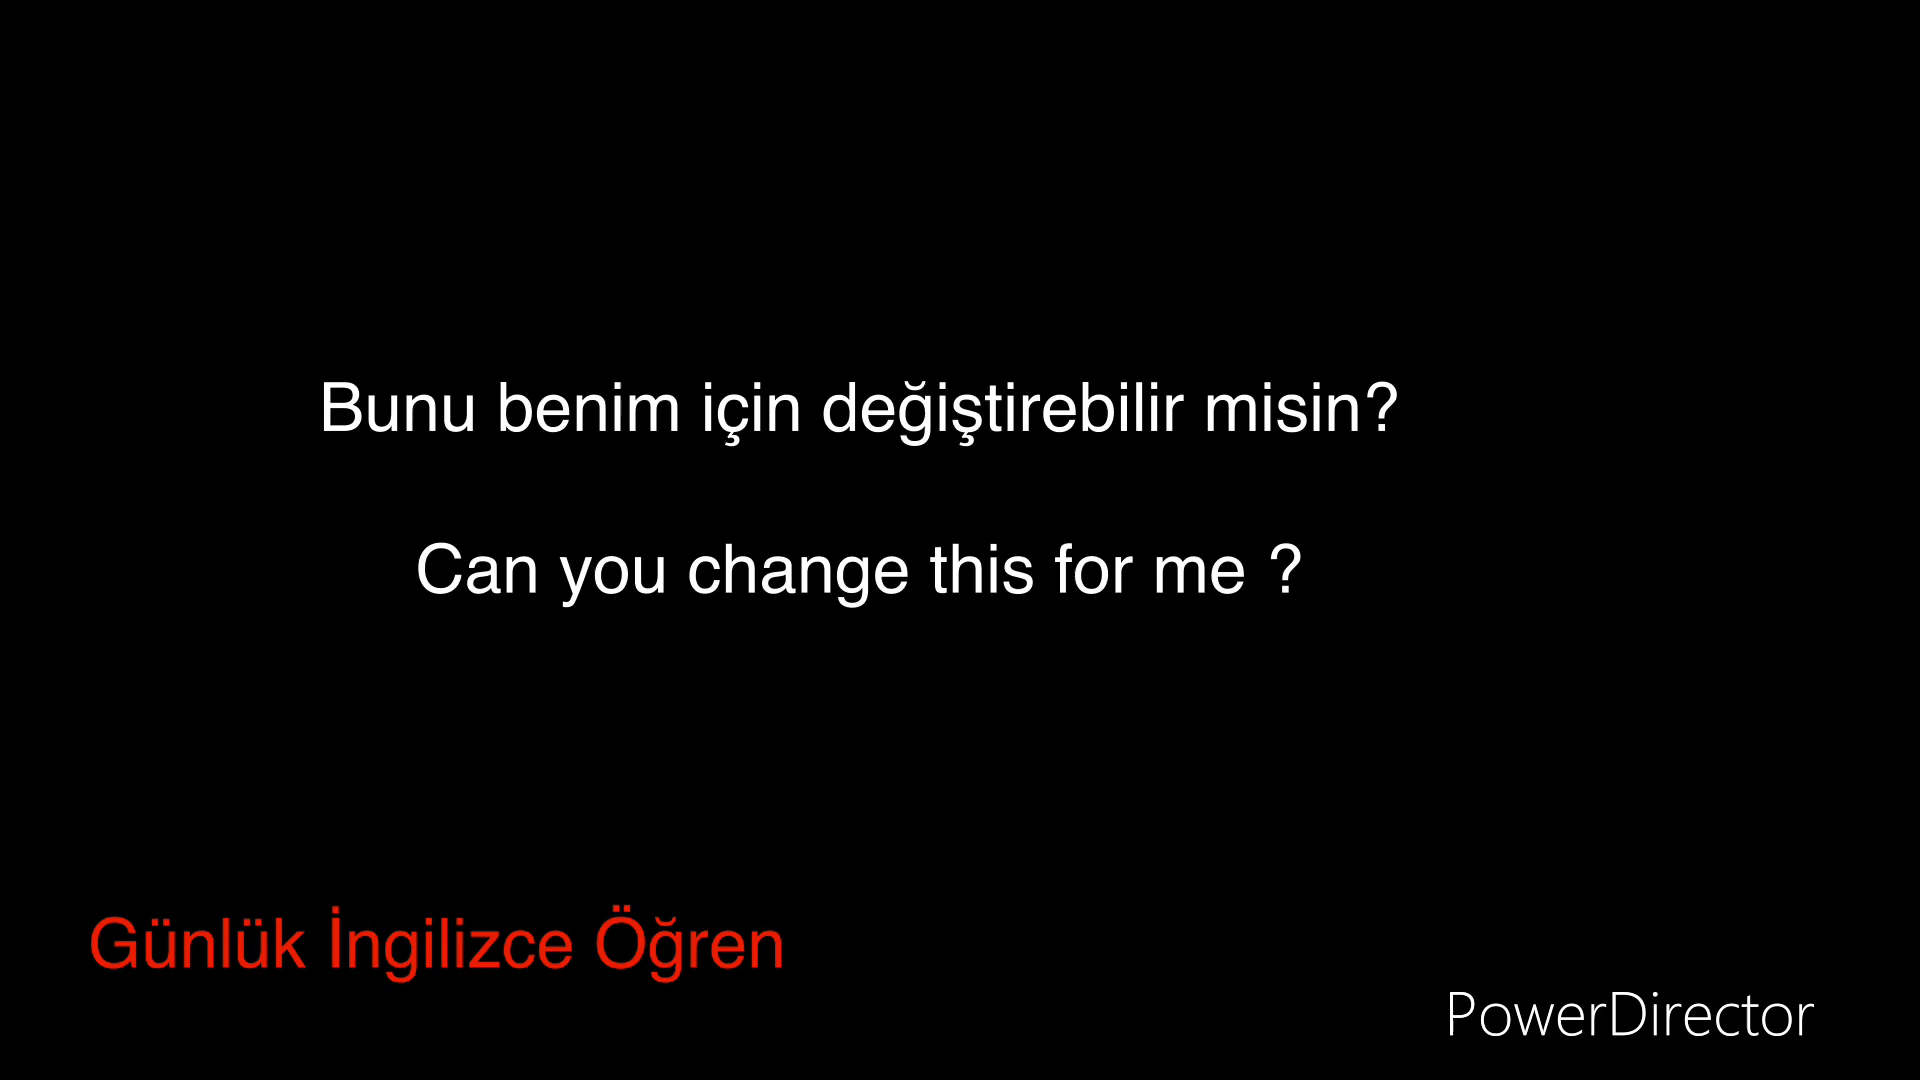 Bunu benim için değiştirebilir misin?
Can you change this for me ?
Günlük İngilizce Öğren
PowerDirector